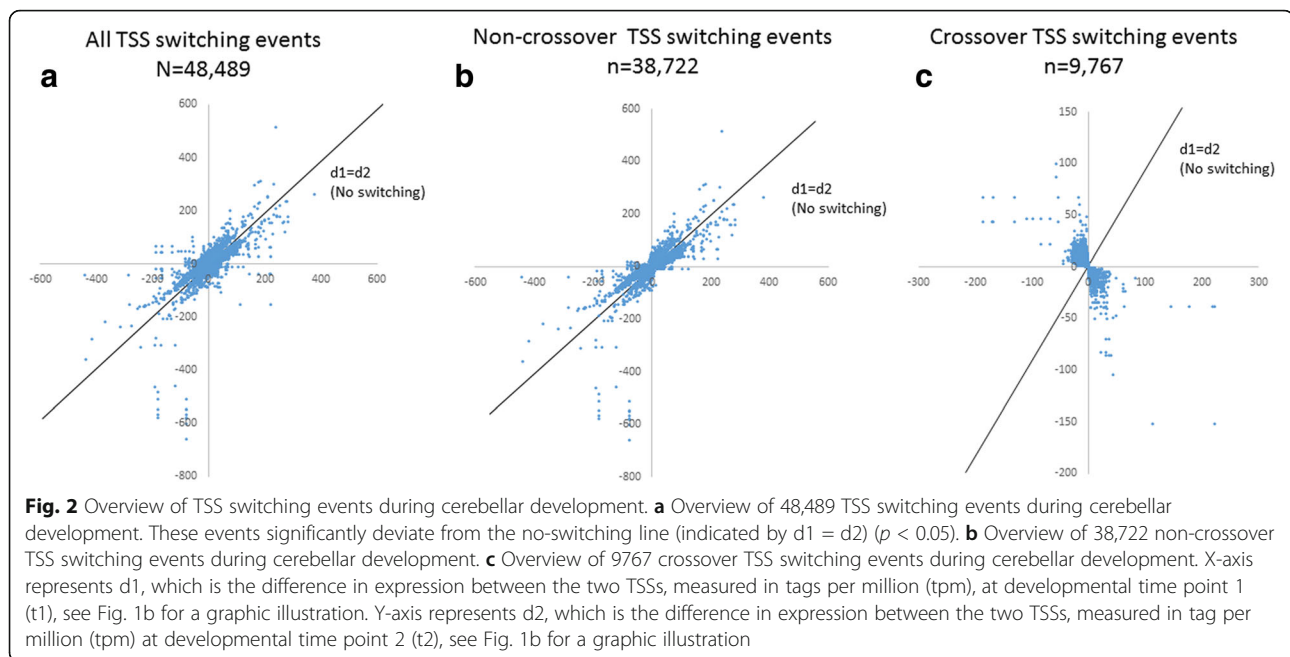 All TSS switching events
N=48,489
a
600
400
200
0
-200
-400
-600
-800
-600
-400
-200
0
200
400
600
d1=d2
(No switching)
Non-crossover TSS switching events
n=38,722
b
600
400
200
0
-200
-400
-600
-800
-600
-400
-200
0
200
400
600
d1=d2
(No switching)
Crossover TSS switching events
n=9,767
c
150
100
50
0
-50
-100
-150
-200
-300
-200
-100
0
100
200
300
d1=d2
(No switching)
Fig. 2 Overview of TSS switching events during cerebellar development. a Overview of 48,489 TSS switching events during cerebellar
development. These events significantly deviate from the no-switching line (indicated by d1 = d2) (p < 0.05). b Overview of 38,722 non-crossover
TSS switching events during cerebellar development. c Overview of 9767 crossover TSS switching events during cerebellar development. X-axis
represents d1, which is the difference in expression between the two TSSs, measured in tags per million (tpm), at developmental time point 1
(t1), see Fig. 1b for a graphic illustration. Y-axis represents d2, which is the difference in expression between the two TSSs, measured in tag per
million (tpm) at developmental time point 2 (t2), see Fig. 1b for a graphic illustration